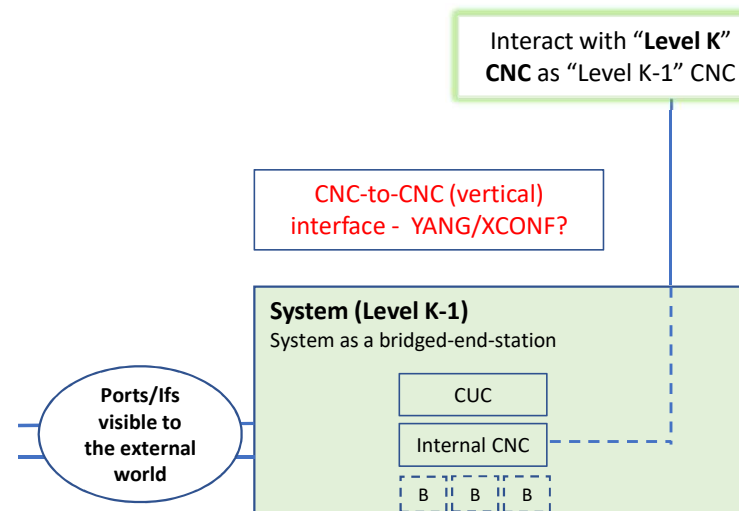 Interact with “Level K”
CNC as “Level K-1” CNC
CNC-to-CNC (vertical)
interface - YANG/XCONF?
System (Level K-1)
System as a bridged-end-station
Ports/Ifs
visible to
the external
world
CUC
Internal CNC
B B B